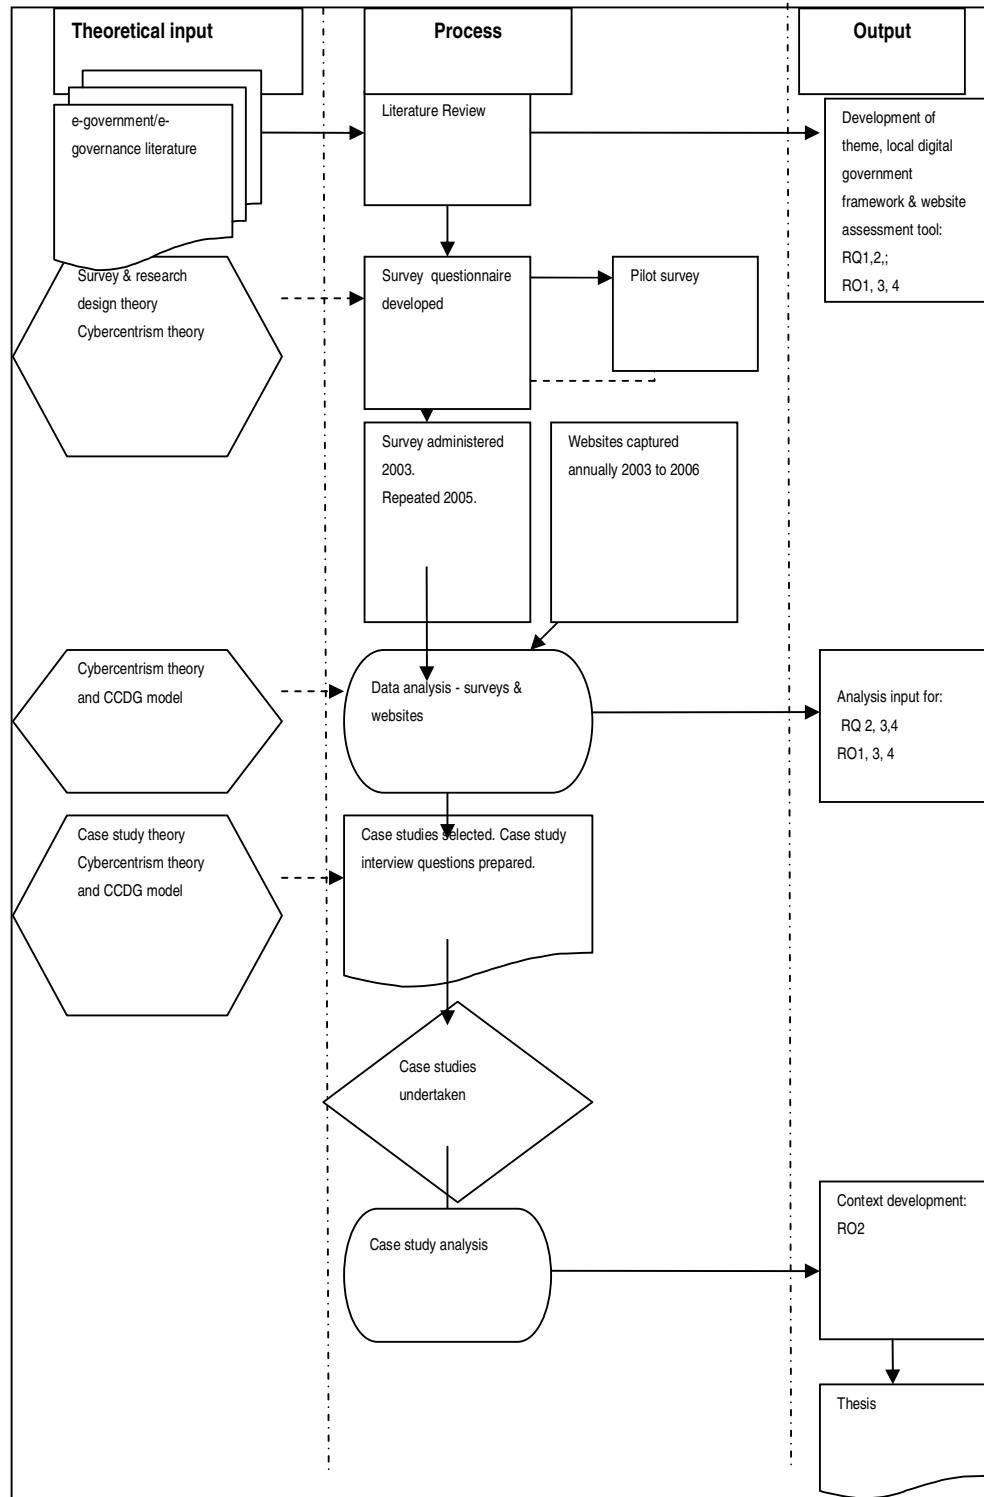 Theoretical input
Process
Output
e-government/e-
governance literature
Literature Review
Development of
theme, local digital
government
framework & website
assessment tool:
RQ1,2,;
RO1, 3, 4
Survey & research
design theory
Cybercentrism theory
Survey questionnaire
developed
Pilot survey
Survey administered
2003.
Repeated 2005.
Websites captured
annually 2003 to 2006
Cybercentrism theory
and CCDG model
Data analysis - surveys &
websites
Analysis input for:
RQ 2, 3,4
RO1, 3, 4
Case study theory
Cybercentrism theory
and CCDG model
Case studies selected. Case study
interview questions prepared.
Case studies
undertaken
Case study analysis
Context development:
RO2
Thesis